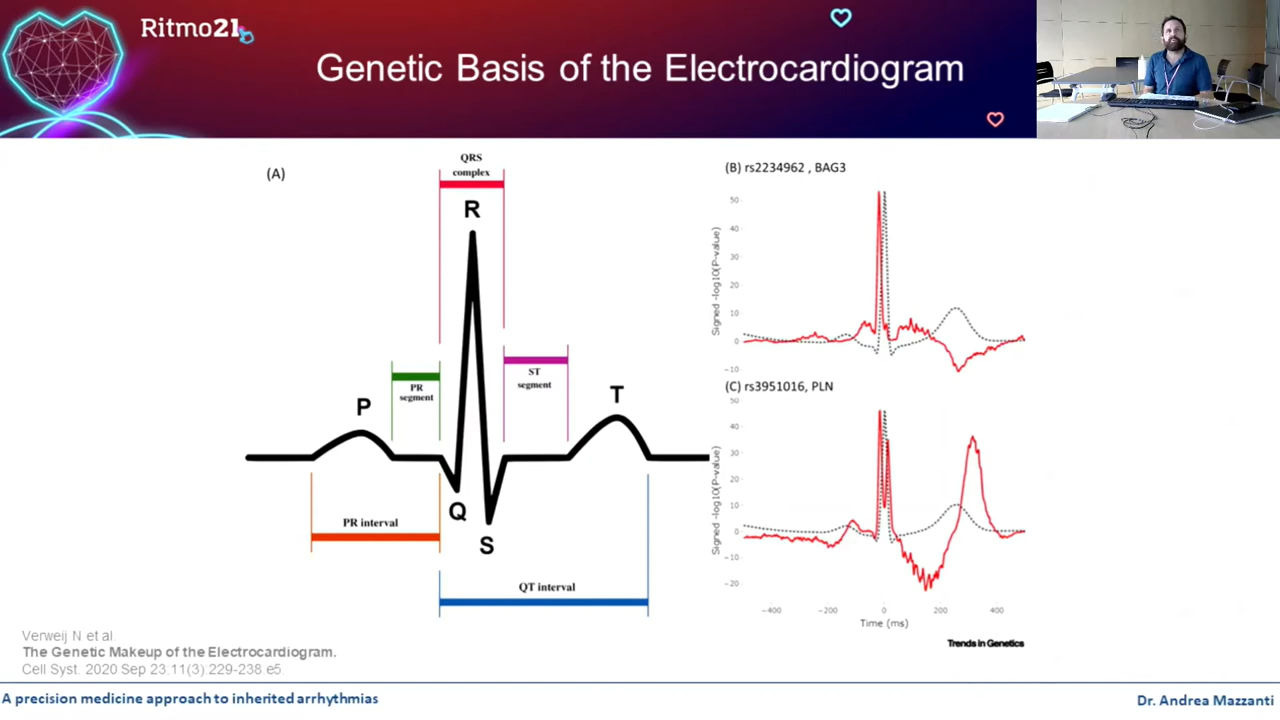 Ritmo21
Genetic Basis of the Electrocardiogram
(A)
QRS
complex
R
PR
segment
ST
segment
P
T
Q
S
PR interval
QT interval
(B) rs2234962 , BAG3
Signed -log10(P-value)
50
40
30
20
10
0
−10
(C) rs3951016, PLN
Signed -log10(P-value)
50
40
30
20
10
0
−10
−20
−400 −200 0 200 400
Time (ms)
Trends in Genetics
Verweij N et al.
The Genetic Makeup of the Electrocardiogram.
Cell Syst. 2020 Sep 23;11(3):229-238.e5.
A precision medicine approach to inherited arrhythmias
Dr. Andrea Mazzanti